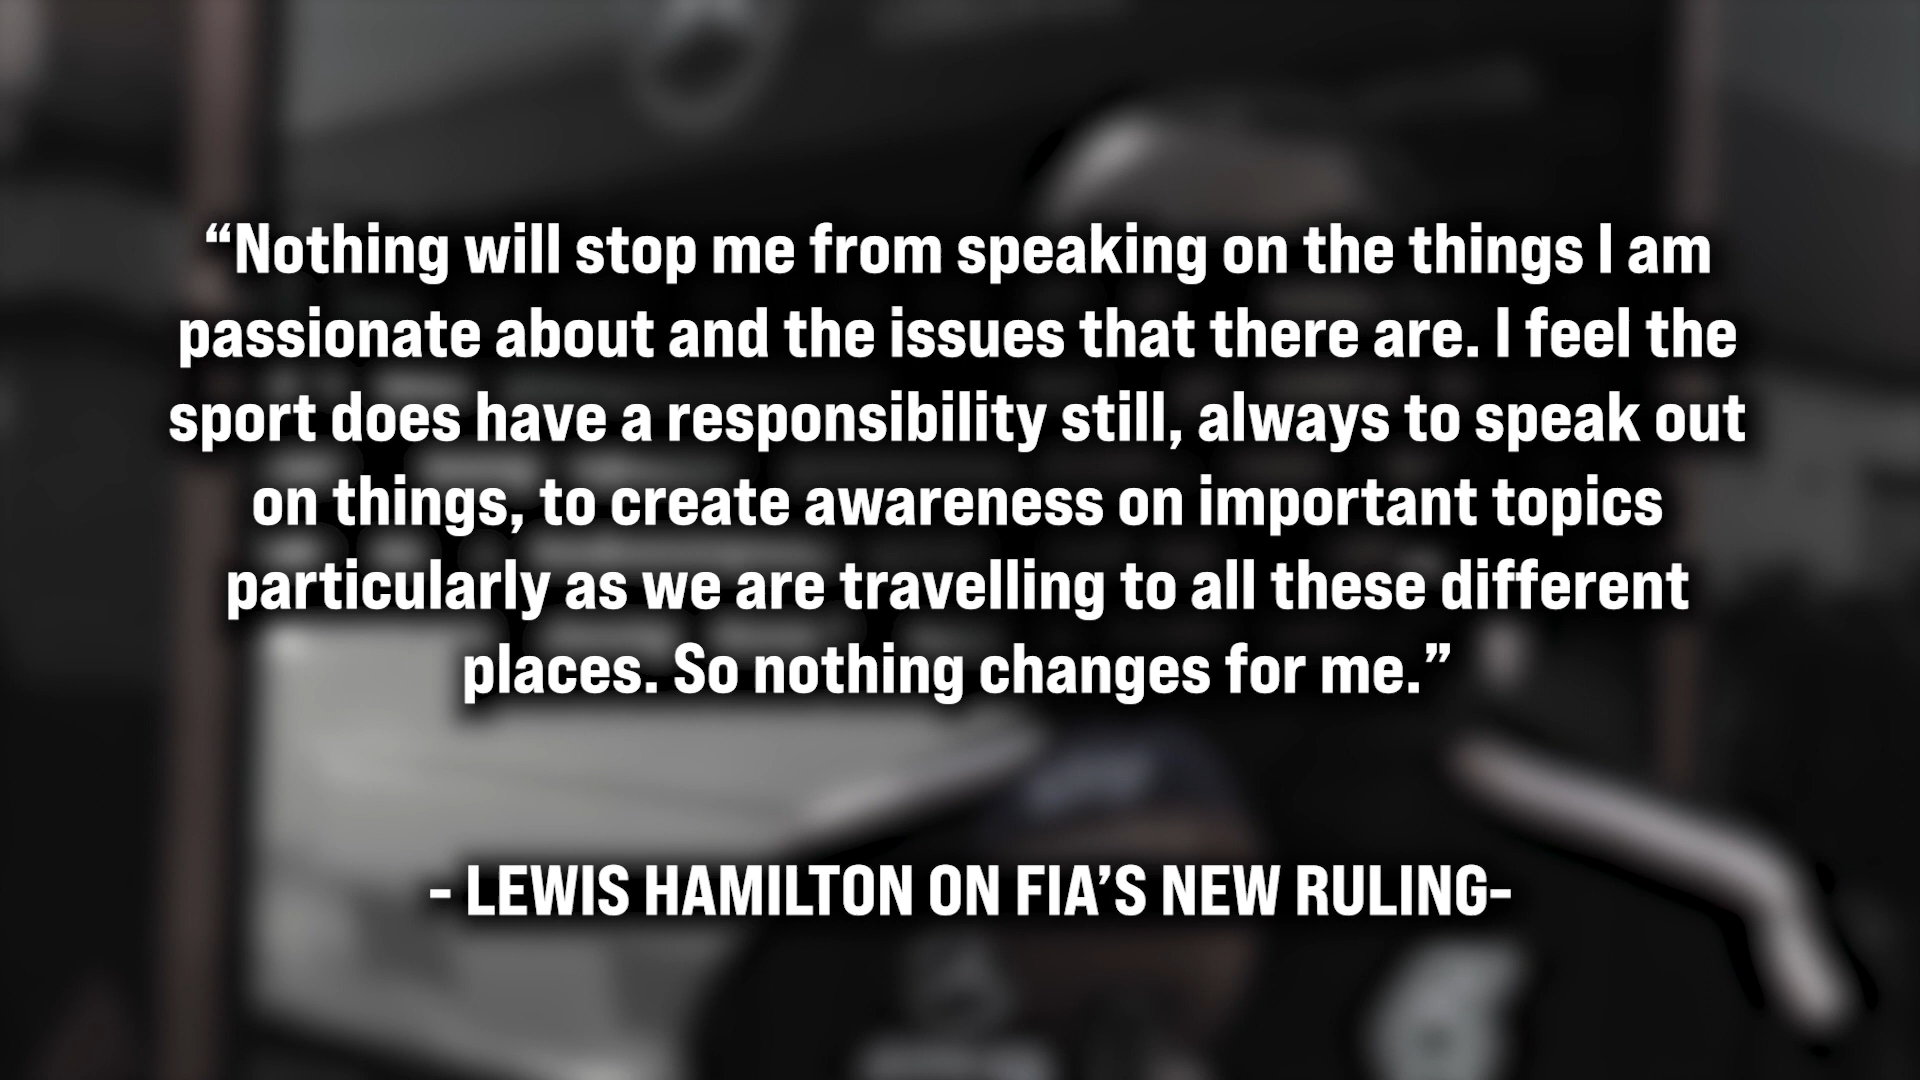 “Nothing will stop me from speaking on the things I am
passionate about and the issues that there are. I feel the
sport does have a responsibility still, always to speak out
on things, to create awareness on important topics
particularly as we are travelling to all these different
places. So nothing changes for me.”
- LEWIS HAMILTON ON FIA’S NEW RULING-